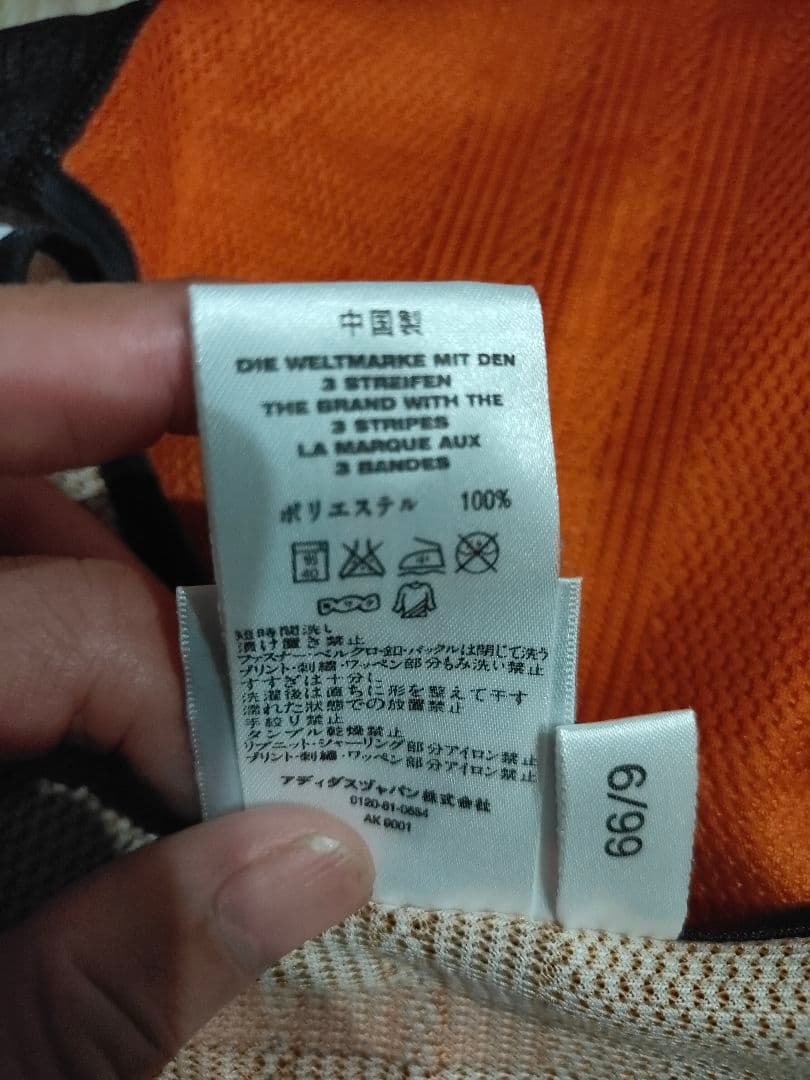 中国製
DIE WELTMARKE MIT DEN
3 STREIFEN
THE BRAND WITH THE
3 STRIPES
LA MARQUE AUX
3 BANDES
ポリエステル 100%
40
短時間洗い
漬け置き禁止
ファスナー・ベルクロ・釦・バックルは閉じて洗う
プリント・刺繍・ワッペン部分もみ洗い禁止
すすぎは十分に
洗濯後は直ちに形を整えて干す
濡れた状態での放置禁止
手絞り禁止
タンブル乾燥禁止
リブニット・シャーリング部分アイロン禁止
プリント・刺繍・ワッペン部分アイロン禁止
アディダスジャパン株式会社
0120-81-0654
AK 9001
6/99